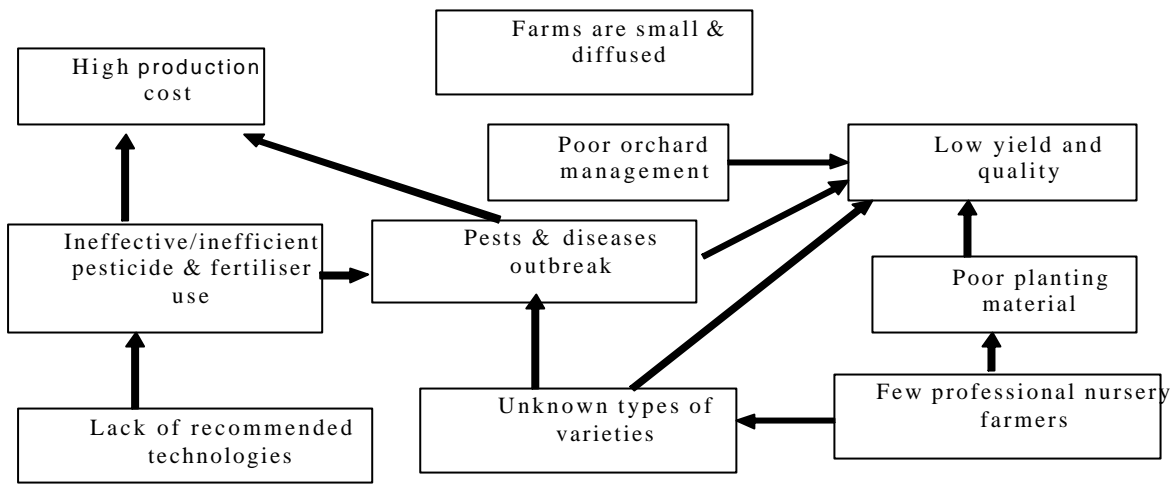 Farms are small &
diffused
High production
cost
Poor orchard
management
Low yield and
quality
Ineffective/inefficient
pesticide & fertiliser
use
Pests & diseases
outbreak
Poor planting
material
Lack of recommended
technologies
Unknown types of
varieties
Few professional nursery
farmers